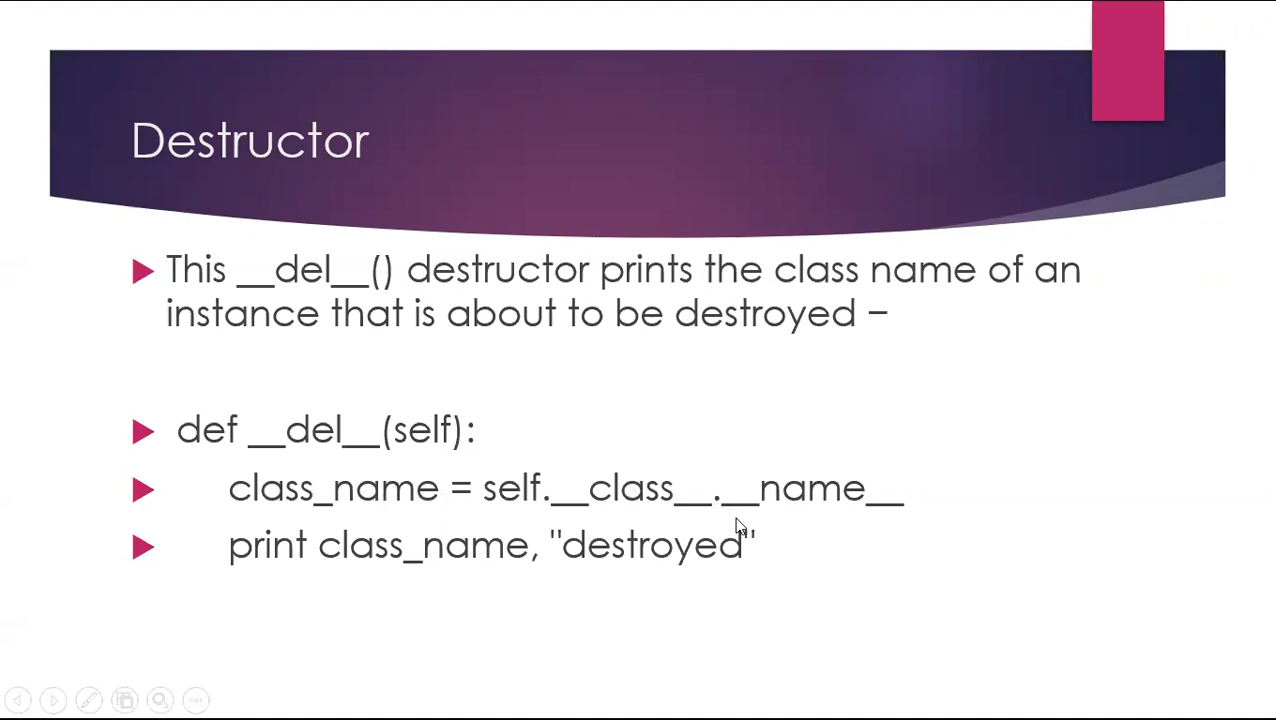 Destructor
This __del__() destructor prints the class name of an
instance that is about to be destroyed –
def __del__(self):
class_name = self.__class__.__name__
print class_name, "destroyed"